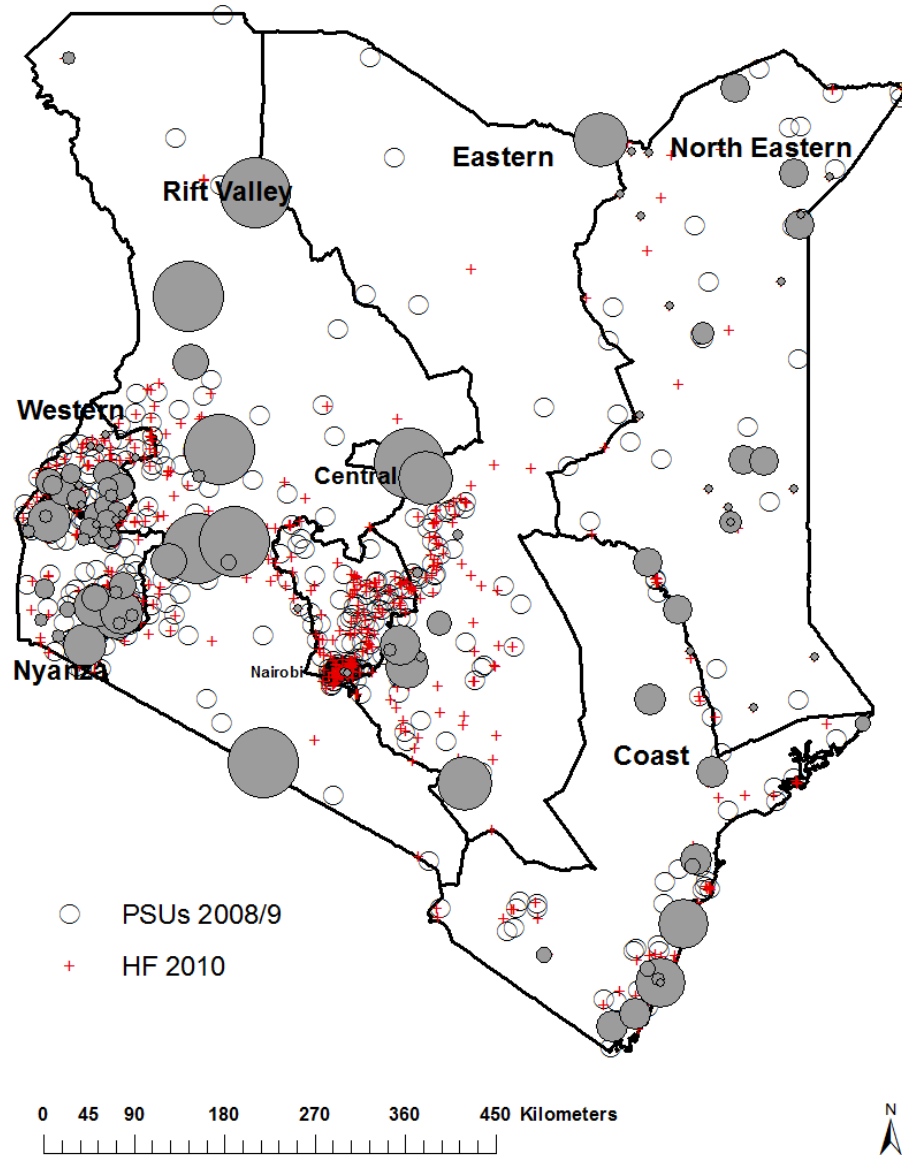 Eastern
North Eastern
Rift Valley
Western
Central
Nairobi
Nyanza
Coast
PSUs 2008/9
HF 2010
0 45 90 180 270 360 450 Kilometers
N